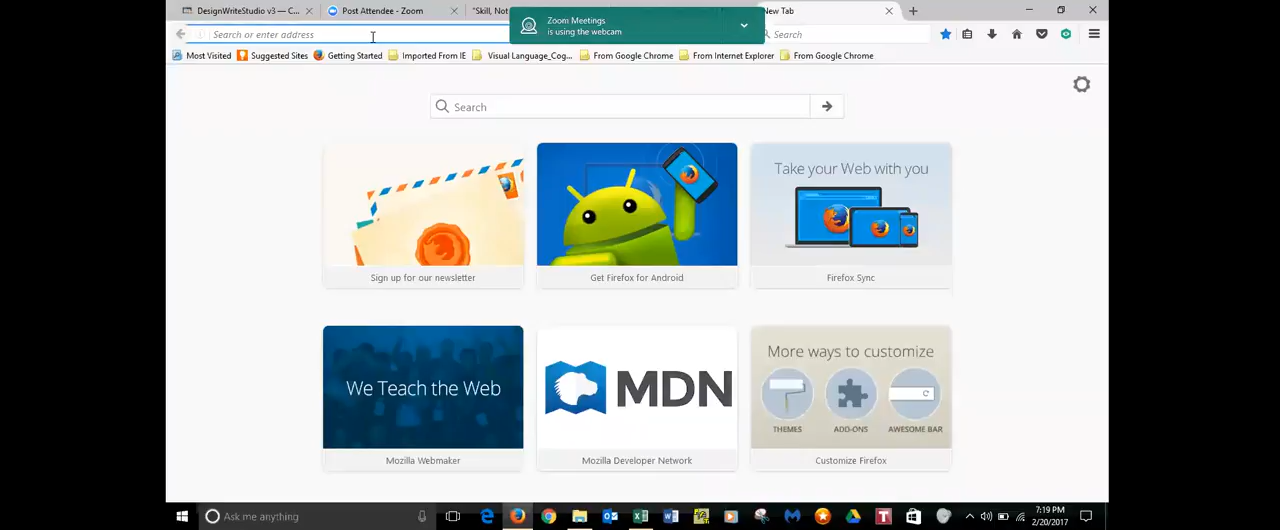 DesignWriteStudio v3 — C...
Post Attendee - Zoom
"Skill, Not
New Tab
Zoom Meetings
is using the webcam
Search or enter address
Search
Most Visited
Suggested Sites
Getting Started
Imported From IE
Visual Language_Cog...
From Google Chrome
From Internet Explorer
From Google Chrome
Search
Take your Web with you
Sign up for our newsletter
Get Firefox for Android
Firefox Sync
We Teach the Web
MDN
More ways to customize
THEMES
ADD-ONS
AWESOME BAR
Mozilla Webmaker
Mozilla Developer Network
Customize Firefox
Ask me anything
7:19 PM
2/20/2017